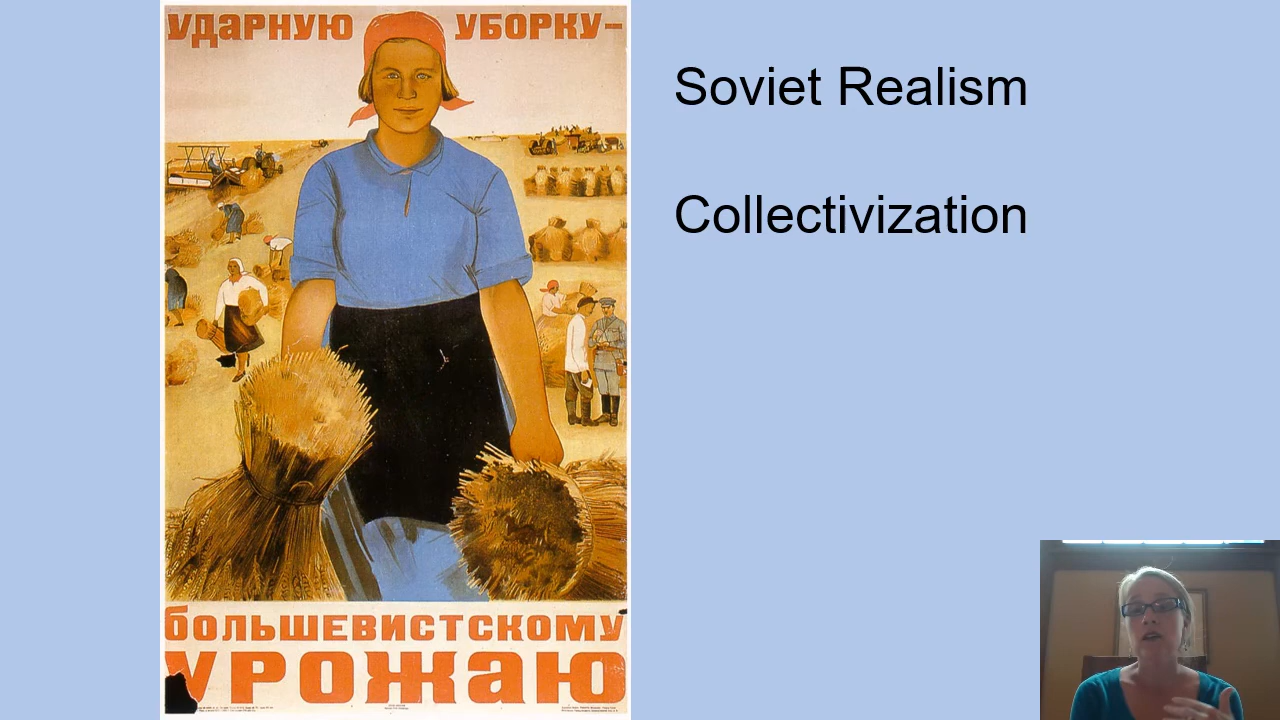 УДАРНУЮ УБОРКУ-
БОЛЬШЕВИСТСКОМУ
УРОЖАЮ
Soviet Realism
Collectivization